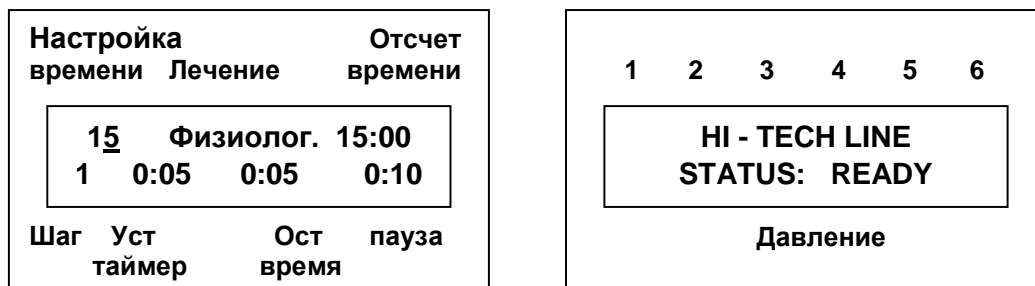 Настройка Отсчет
времени Лечение времени
15 Физиолог. 15:00
1 0:05 0:05 0:10
Шаг Уст Ост пауза
таймер время
1 2 3 4 5 6
HI - TECH LINE
STATUS: READY
Давление